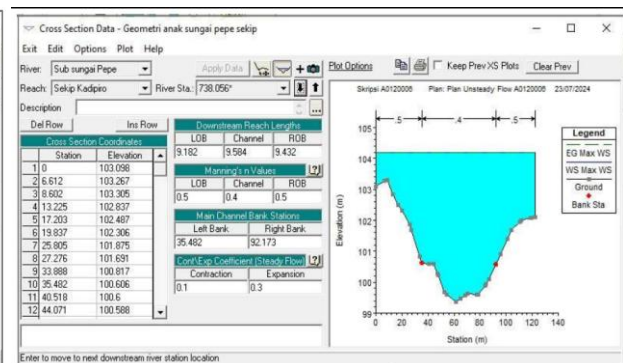 Cross Section Data - Geometri anak sungai pepe sekip
Exit Edit Options Plot Help
River: Sub sungai Pepe Apply Data Plot Options Keep Prev XS Plots Clear Prev
Reach: Sekip Kadipiro River Sta.: 738.056*
Description ...
Del Row Ins Row
Cross Section Coordinates
Station Elevation
1 0 103.098
2 6.612 103.267
3 8.602 103.305
4 13.225 102.837
5 17.203 102.487
6 19.837 102.306
7 25.805 101.875
8 27.276 101.691
9 33.888 100.817
10 35.482 100.606
11 40.518 100.6
12 44.071 100.588
Downstream Reach Lengths
LOB Channel ROB
9.182 9.584 9.432
Manning's n Values
LOB Channel ROB
0.5 0.4 0.5
Main Channel Bank Stations
Left Bank Right Bank
35.482 92.173
Cont\Exp Coefficient (Steady Flow)
Contraction Expansion
0.1 0.3
Skripsi A0120006 Plan: Plan Unsteady Flow A0120006 23/07/2024
.5 .4 .5
105
104
103
102
101
100
99
Elevation (m)
0 20 40 60 80 100 120 140
Station (m)
Legend
EG Max WS
WS Max WS
Ground
Bank Sta
Enter to move to next downstream river station location